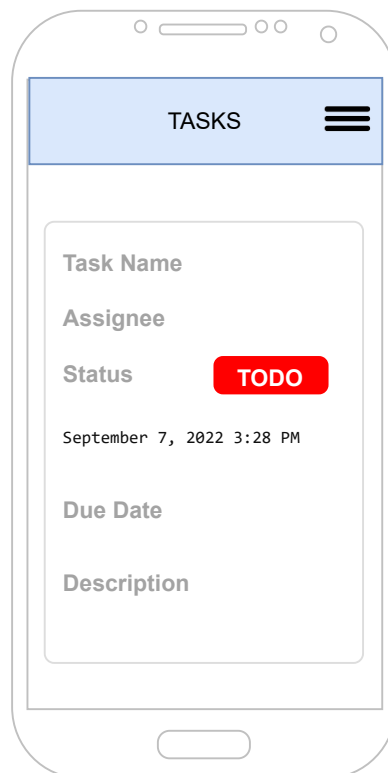 TASKS
Task Name
Assignee
Status TODO
September 7, 2022 3:28 PM
Due Date
Description